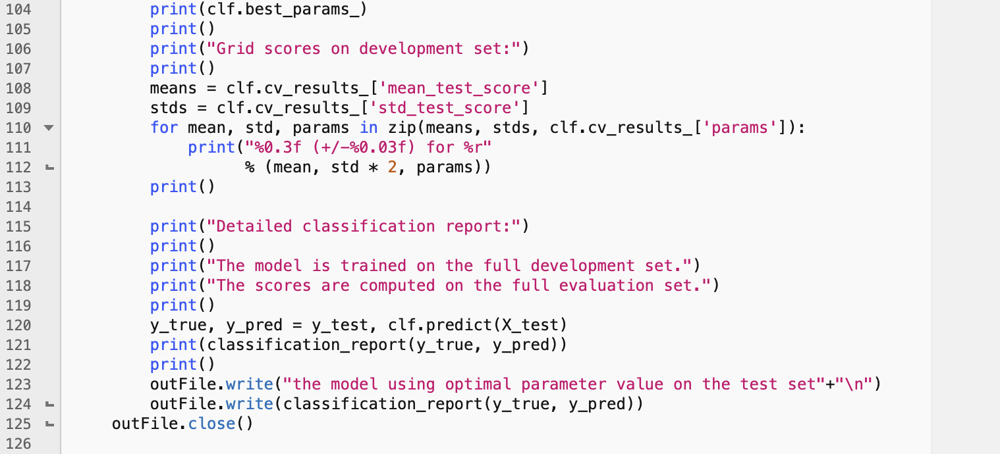 104 print(clf.best_params_)
105 print()
106 print("Grid scores on development set:")
107 print()
108 means = clf.cv_results_['mean_test_score']
109 stds = clf.cv_results_['std_test_score']
110 for mean, std, params in zip(means, stds, clf.cv_results_['params']):
111 print("%0.3f (+/-%0.03f) for %r"
112 % (mean, std * 2, params))
113 print()
114
115 print("Detailed classification report:")
116 print()
117 print("The model is trained on the full development set.")
118 print("The scores are computed on the full evaluation set.")
119 print()
120 y_true, y_pred = y_test, clf.predict(X_test)
121 print(classification_report(y_true, y_pred))
122 print()
123 outFile.write("the model using optimal parameter value on the test set"+"\n")
124 outFile.write(classification_report(y_true, y_pred))
125 outFile.close()
126